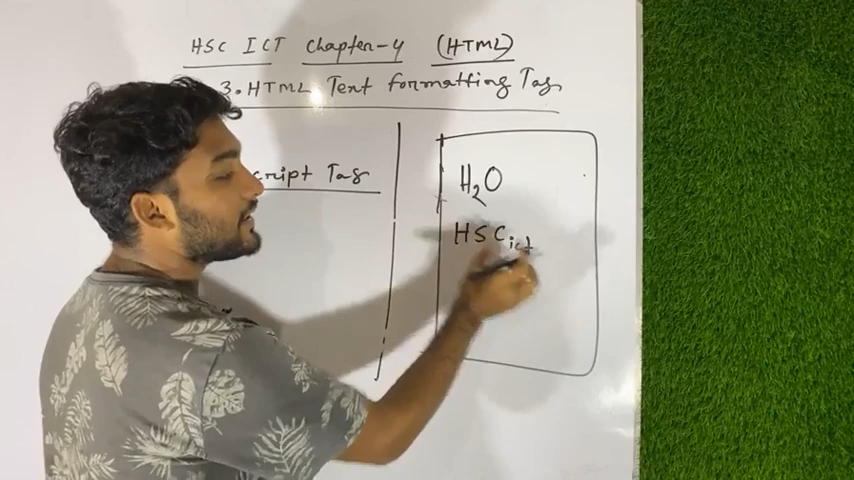 HSC ICT Chapter-4 (HTML)
3. HTML Text formatting Tag
cript Tag
H2O
HSCict